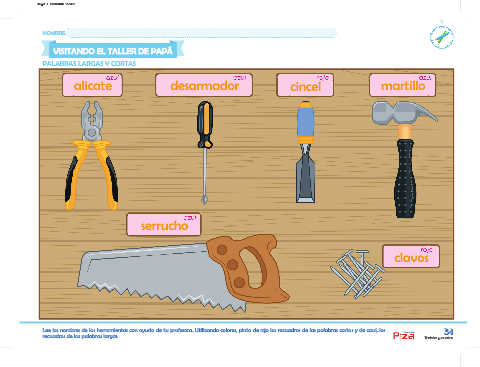 NOMBRE:
VISITANDO EL TALLER DE PAPÁ
PALABRAS LARGAS Y CORTAS
azul
alicate
azul
desarmador
rojo
cincel
azul
martillo
azul
serrucho
rojo
clavos
Lee los nombres de las herramientas con ayuda de tu profesora. Utilizando colores, pinta de rojo los recuadros de las palabras cortas y de azul, los
recuadros de las palabras largas.
34